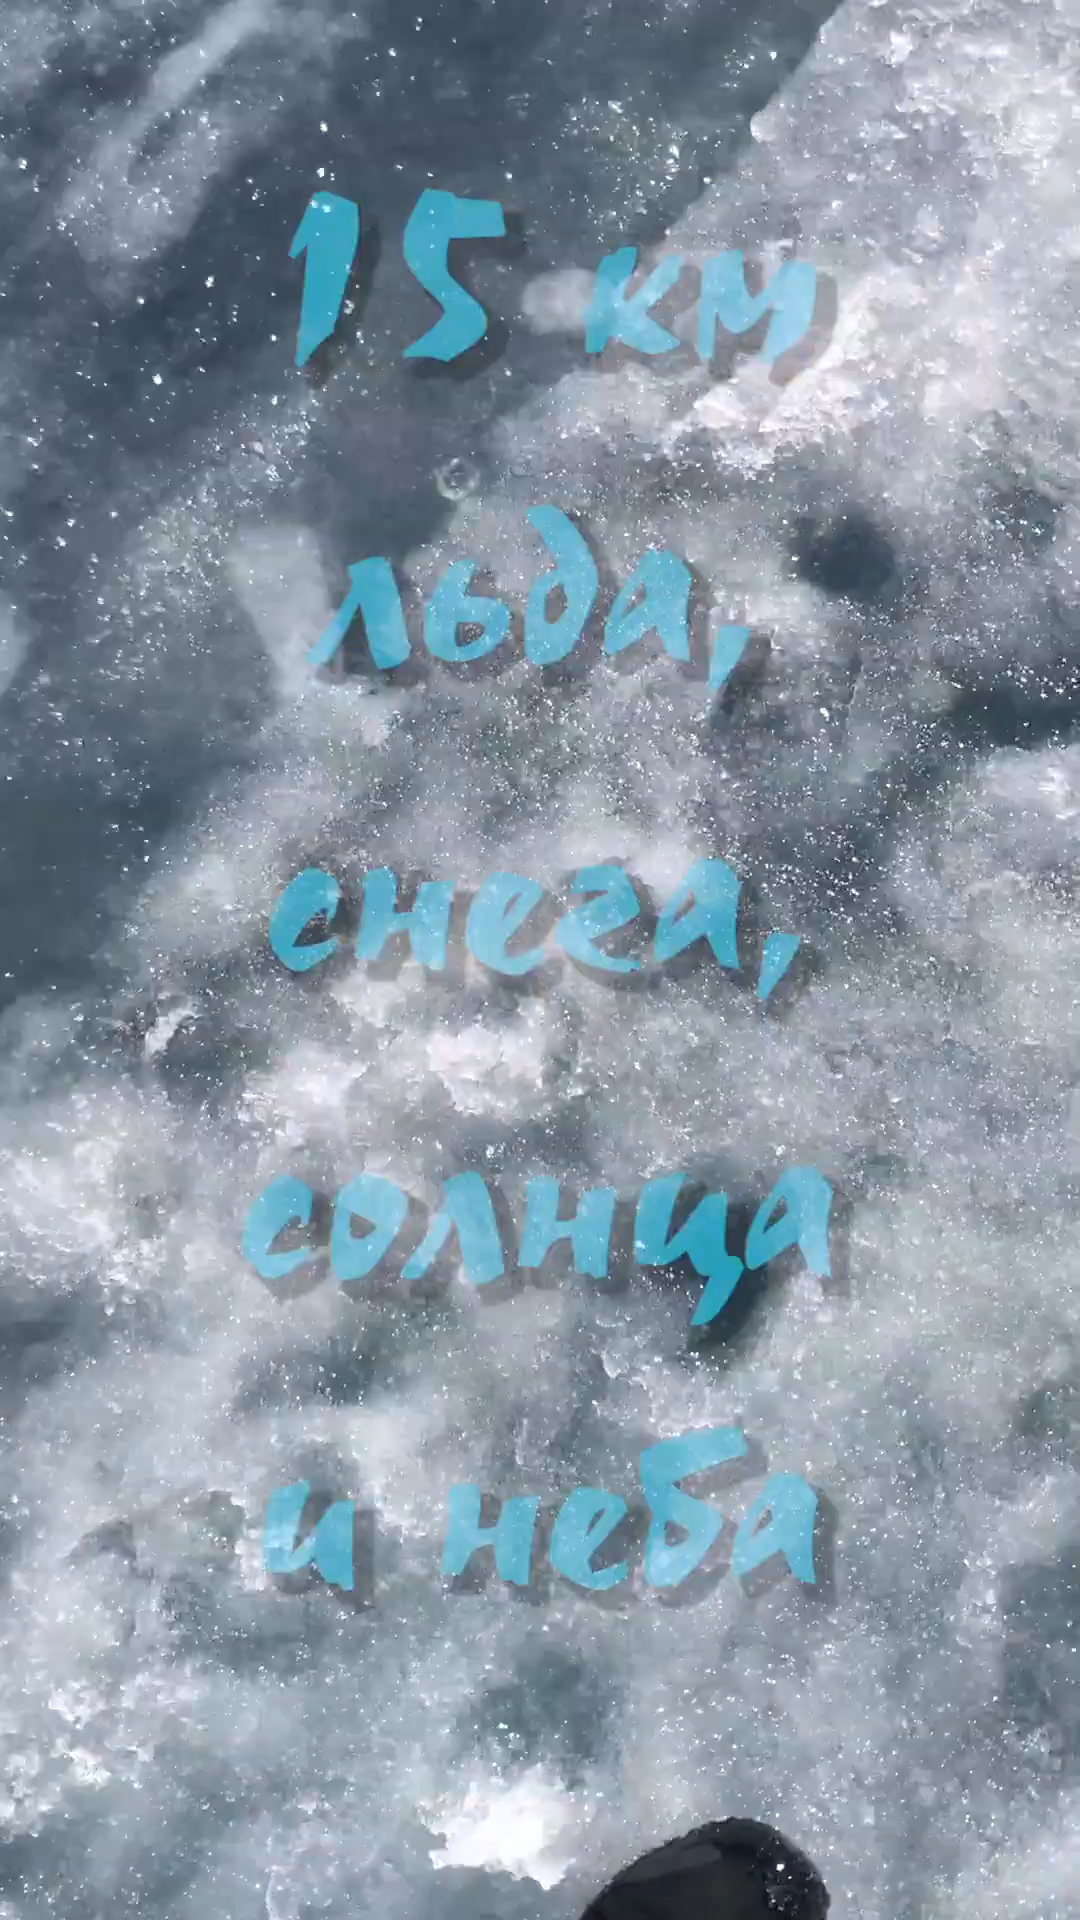 15 км
льда,
снега,
солнца
и неба